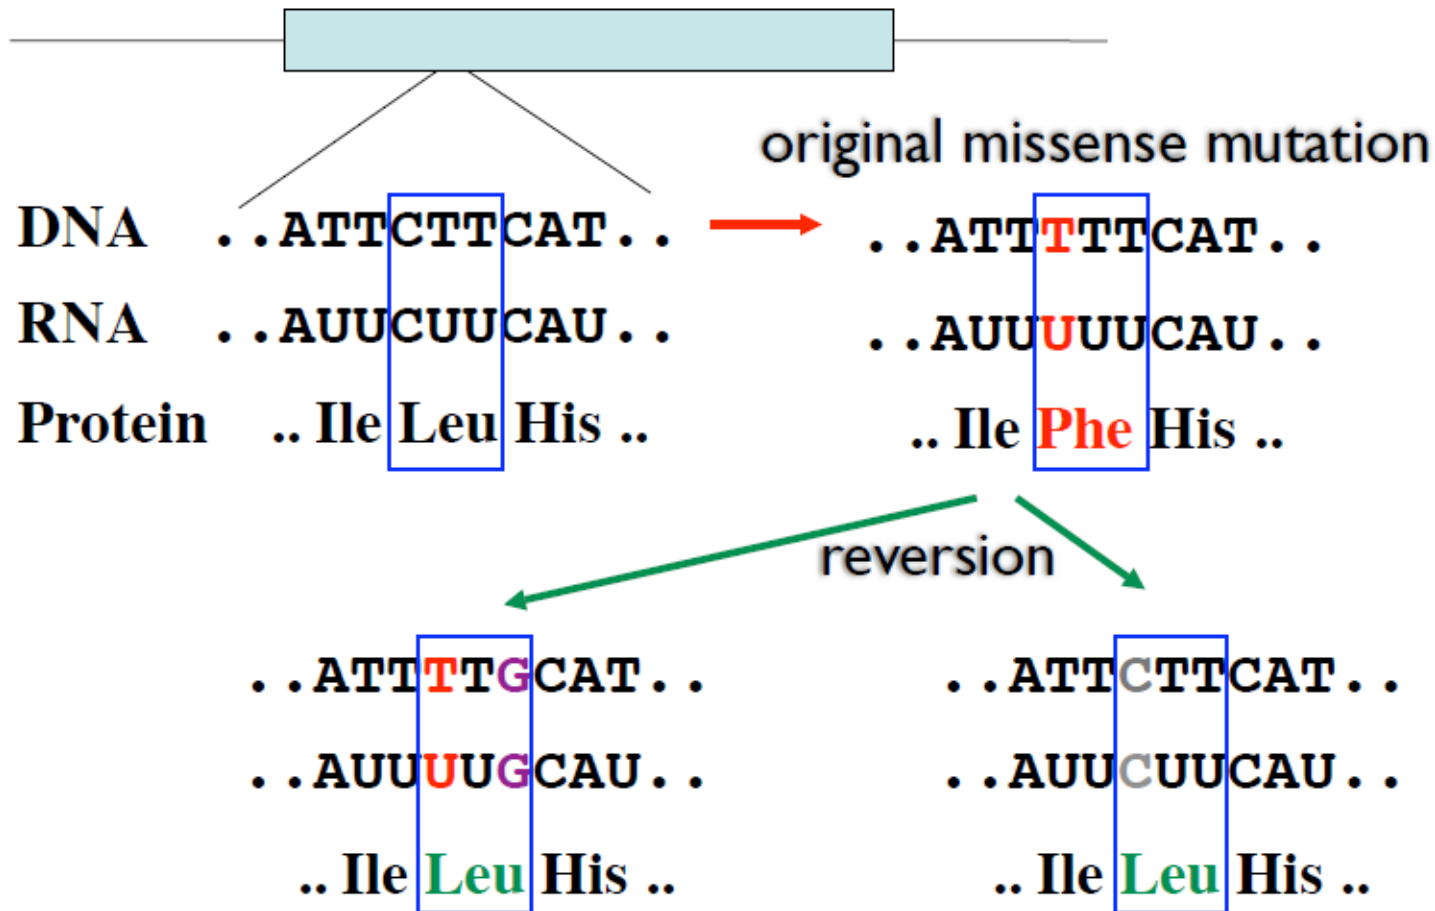 original missense mutation
DNA ..ATTCTTCAT.. ..ATTTTTCAT..
RNA ..AUUCUUCAU.. ..AUUUUUCAU..
Protein .. Ile Leu His .. .. Ile Phe His ..
reversion
..ATTTTGCAT.. ..ATTCTTCAT..
..AUUUUGCAU.. ..AUUCUUCAU..
.. Ile Leu His .. .. Ile Leu His ..